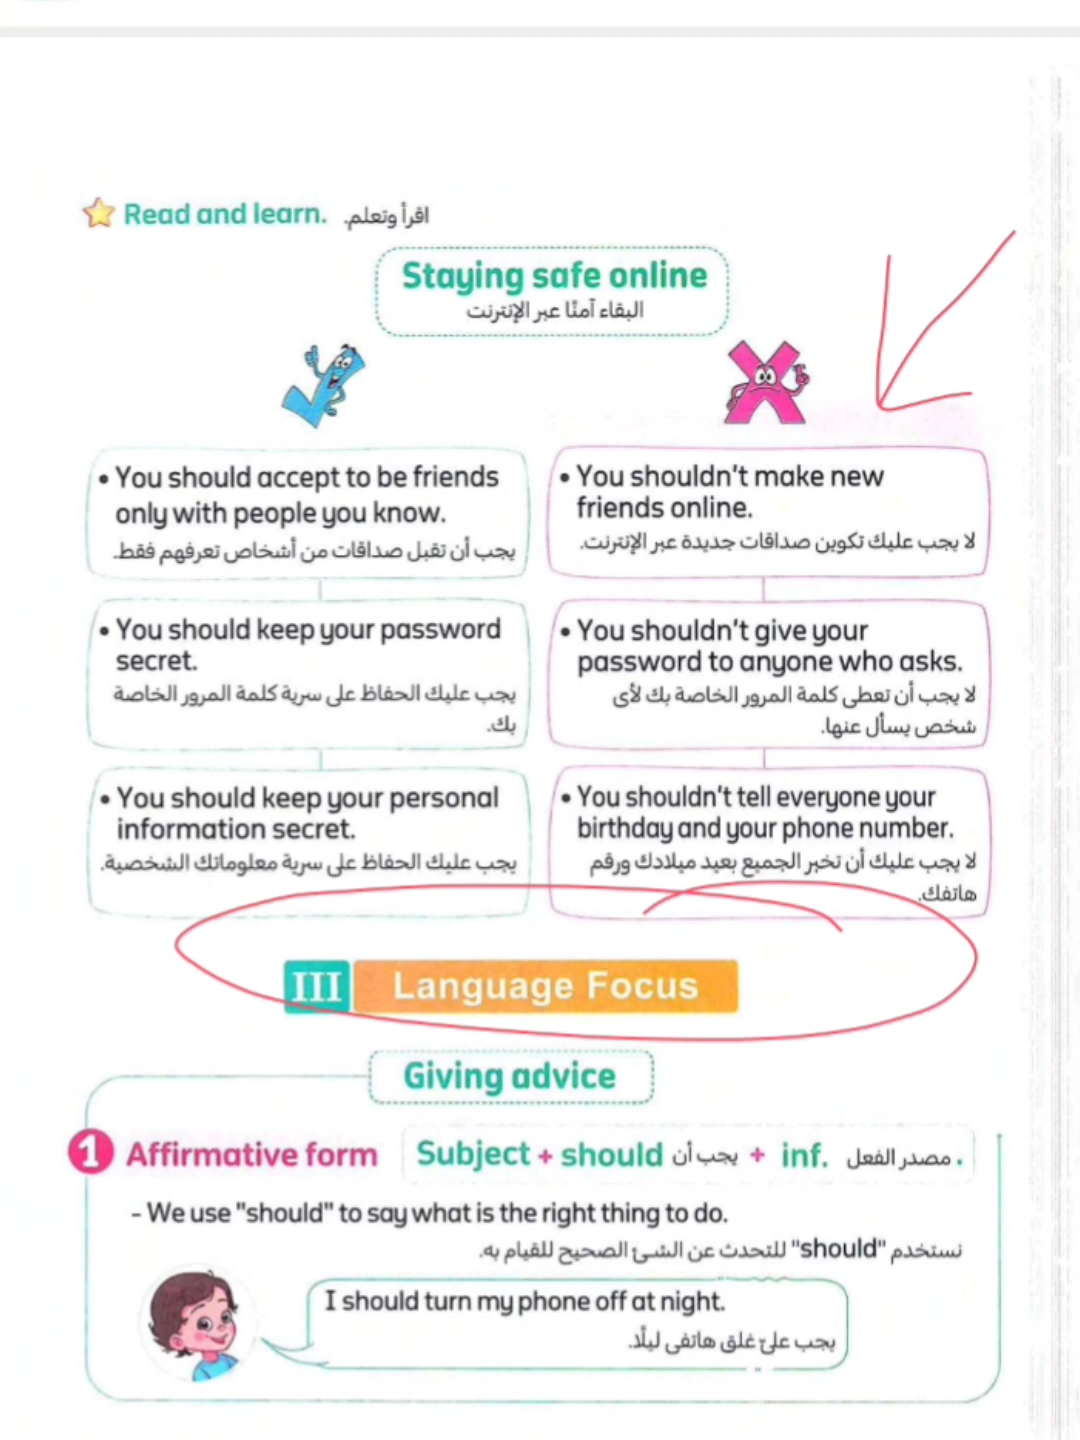 Read and learn. اقرأ وتعلم.
Staying safe online
البقاء آمنًا عبر الإنترنت
• You should accept to be friends
only with people you know.
يجب أن تقبل صداقات من أشخاص تعرفهم فقط.
• You should keep your password
secret.
يجب عليك الحفاظ على سرية كلمة المرور الخاصة
بك.
• You should keep your personal
information secret.
يجب عليك الحفاظ على سرية معلوماتك الشخصية.
• You shouldn't make new
friends online.
لا يجب عليك تكوين صداقات جديدة عبر الإنترنت.
• You shouldn't give your
password to anyone who asks.
لا يجب أن تعطى كلمة المرور الخاصة بك لأى
شخص يسأل عنها.
• You shouldn't tell everyone your
birthday and your phone number.
لا يجب عليك أن تخبر الجميع بعيد ميلادك ورقم
هاتفك.
III Language Focus
Giving advice
1 Affirmative form Subject + should يجب أن + inf. مصدر الفعل .
- We use "should" to say what is the right thing to do.
نستخدم "should" للتحدث عن الشئ الصحيح للقيام به.
I should turn my phone off at night.
يجب علىّ غلق هاتفى ليلًا.